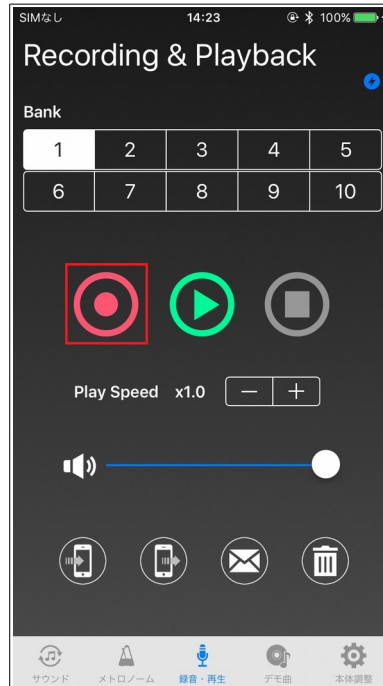 SIMなし 14:23 100%
Recording & Playback
Bank
1 2 3 4 5
6 7 8 9 10
Play Speed x1.0 − +
サウンド メトロノーム 録音・再生 デモ曲 本体調整